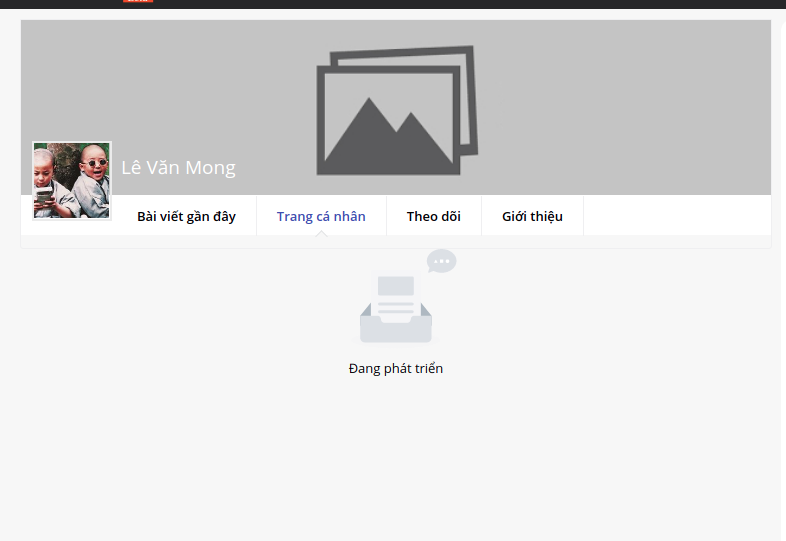 Lê Văn Mong
Bài viết gần đây Trang cá nhân Theo dõi Giới thiệu
Đang phát triển